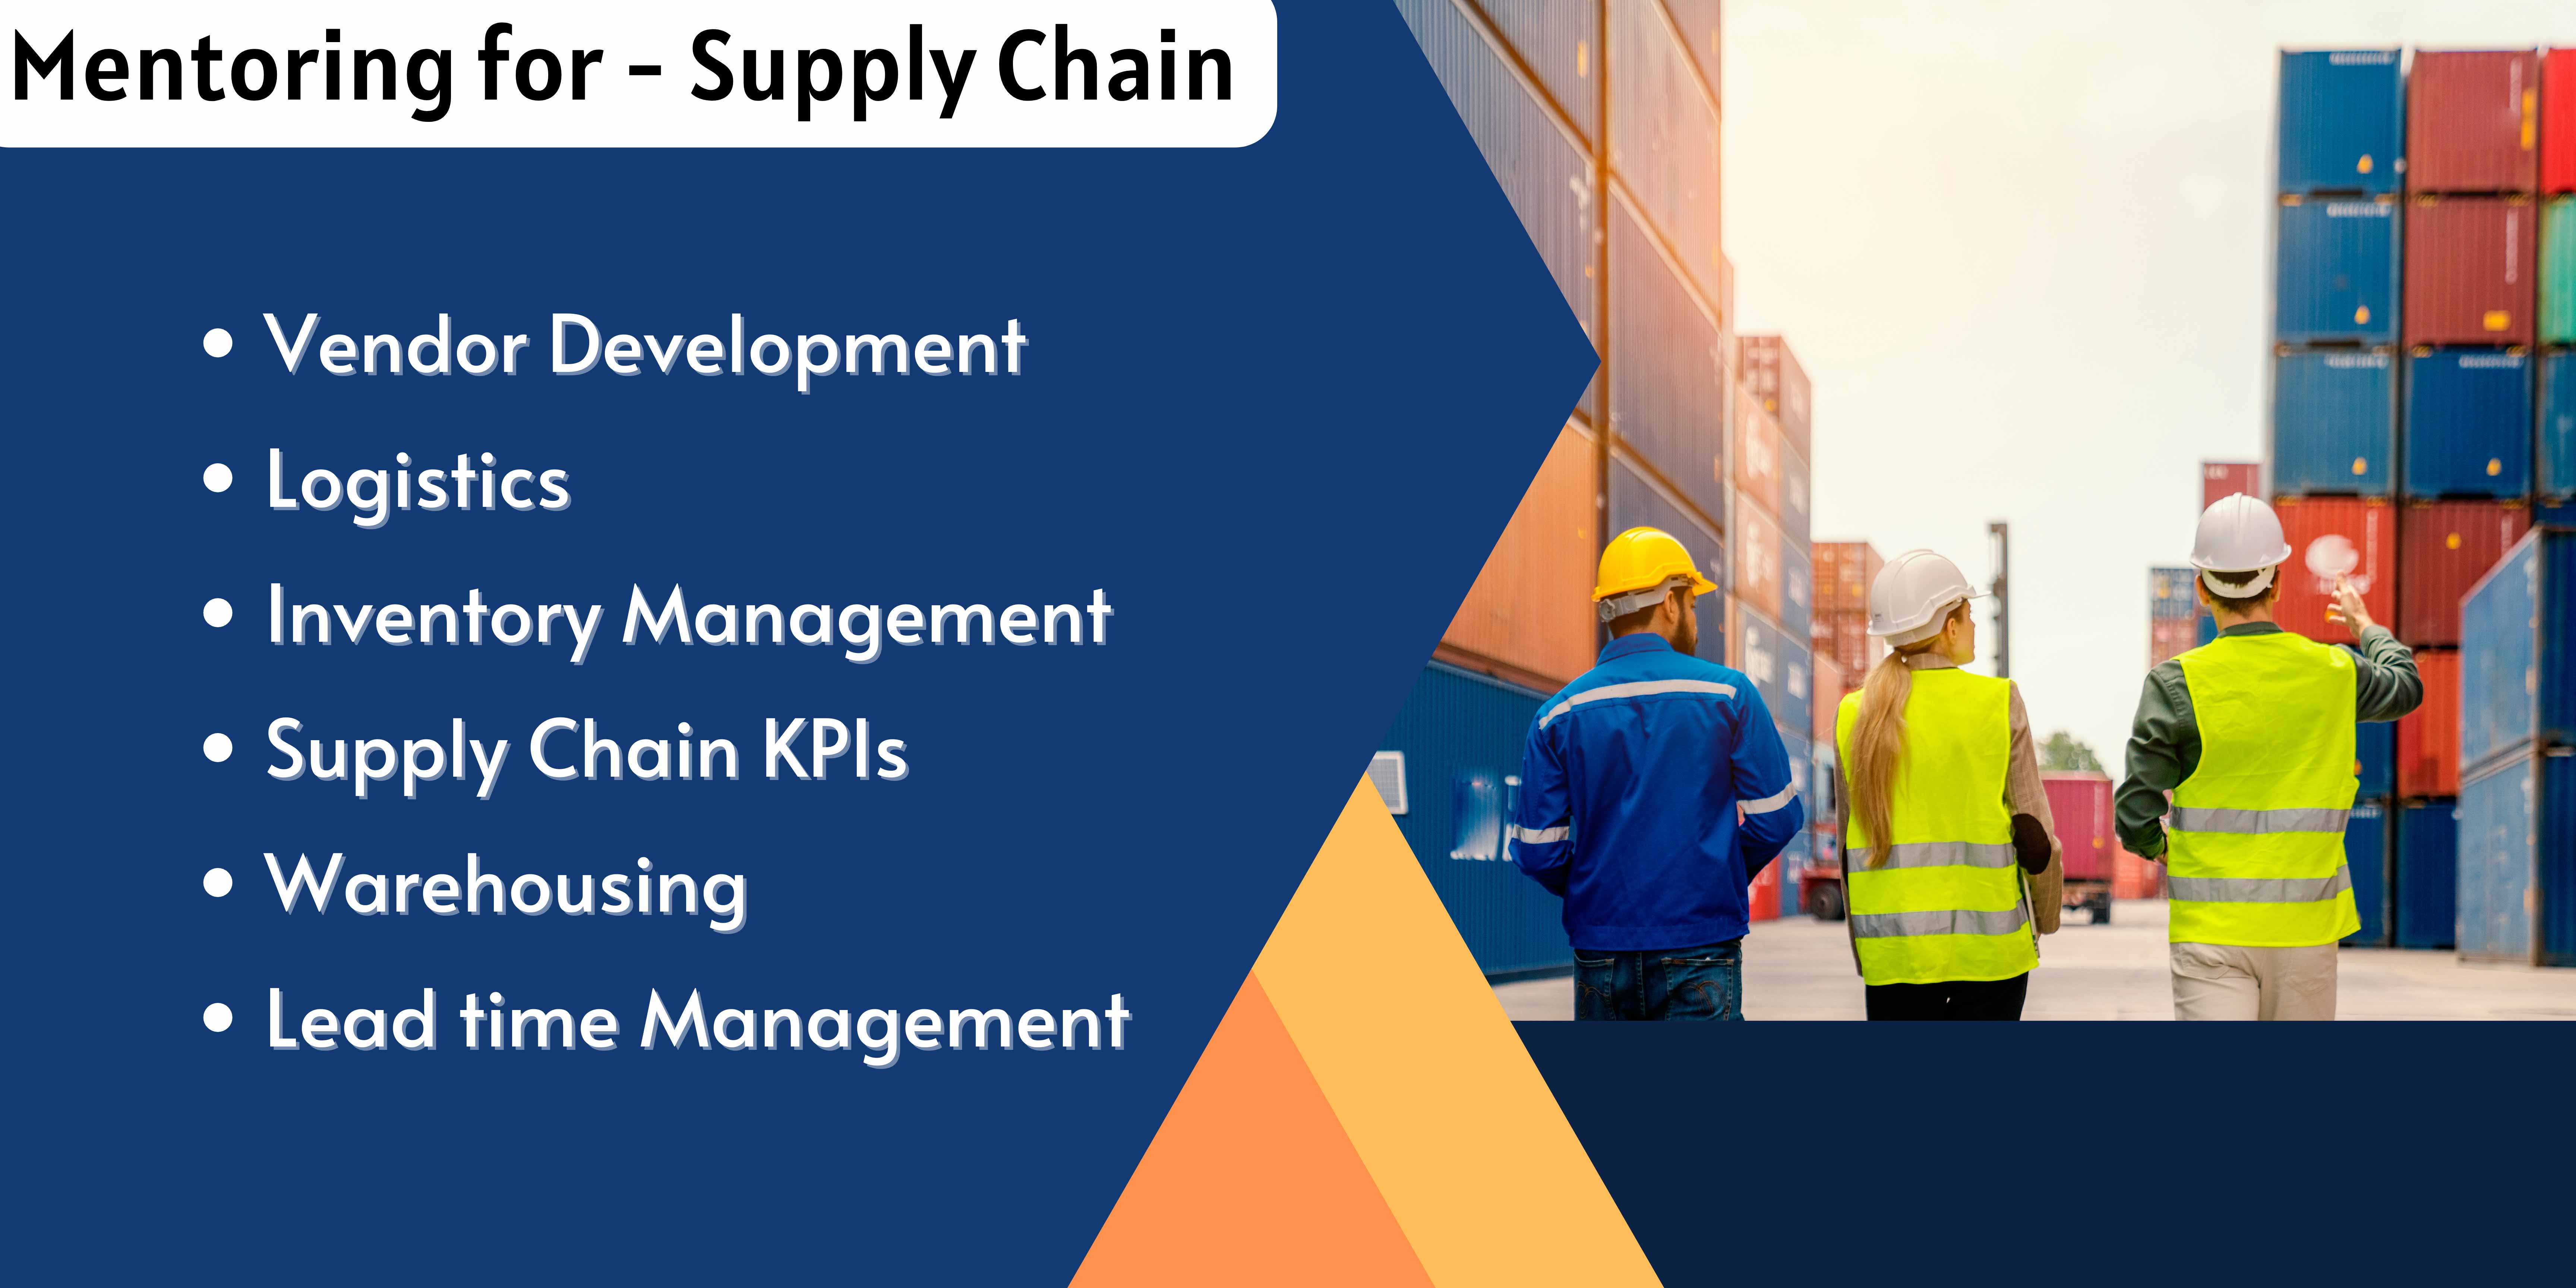 Mentoring for - Supply Chain
• Vendor Development
• Logistics
• Inventory Management
• Supply Chain KPIs
• Warehousing
• Lead time Management